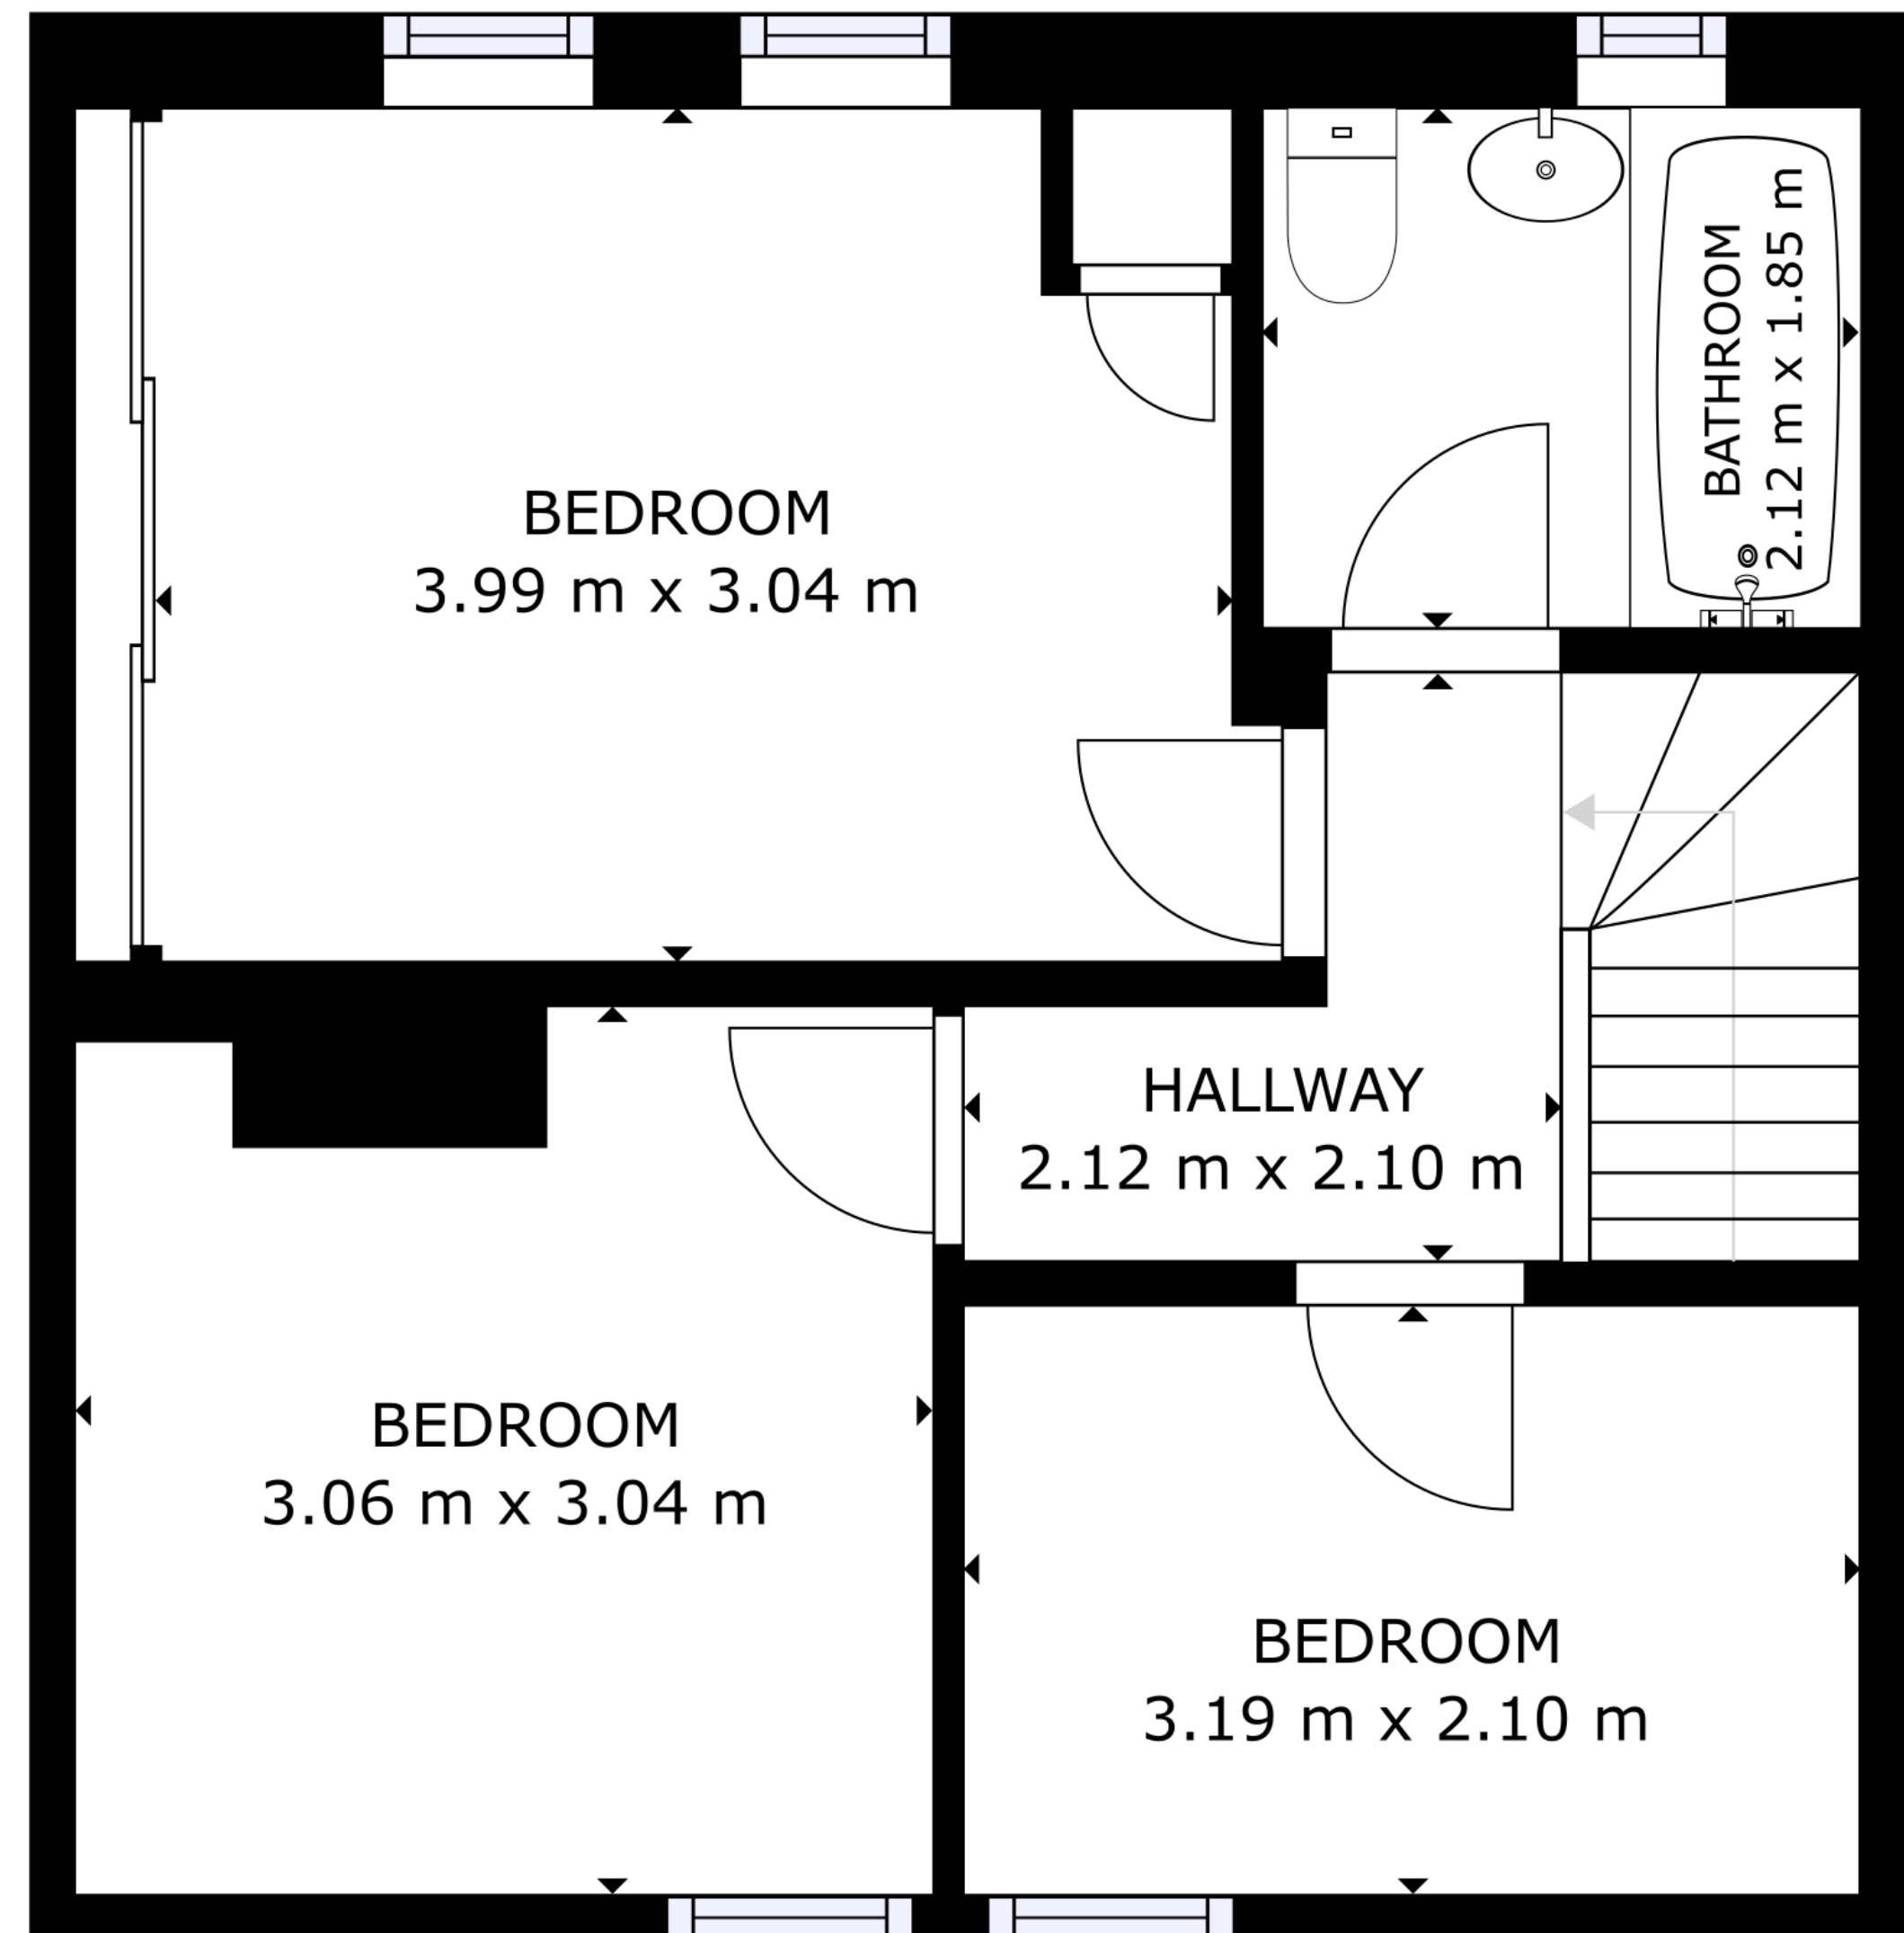 BATHROOM
2.12 m x 1.85 m
BEDROOM
3.99 m x 3.04 m
HALLWAY
2.12 m x 2.10 m
BEDROOM
3.06 m x 3.04 m
BEDROOM
3.19 m x 2.10 m